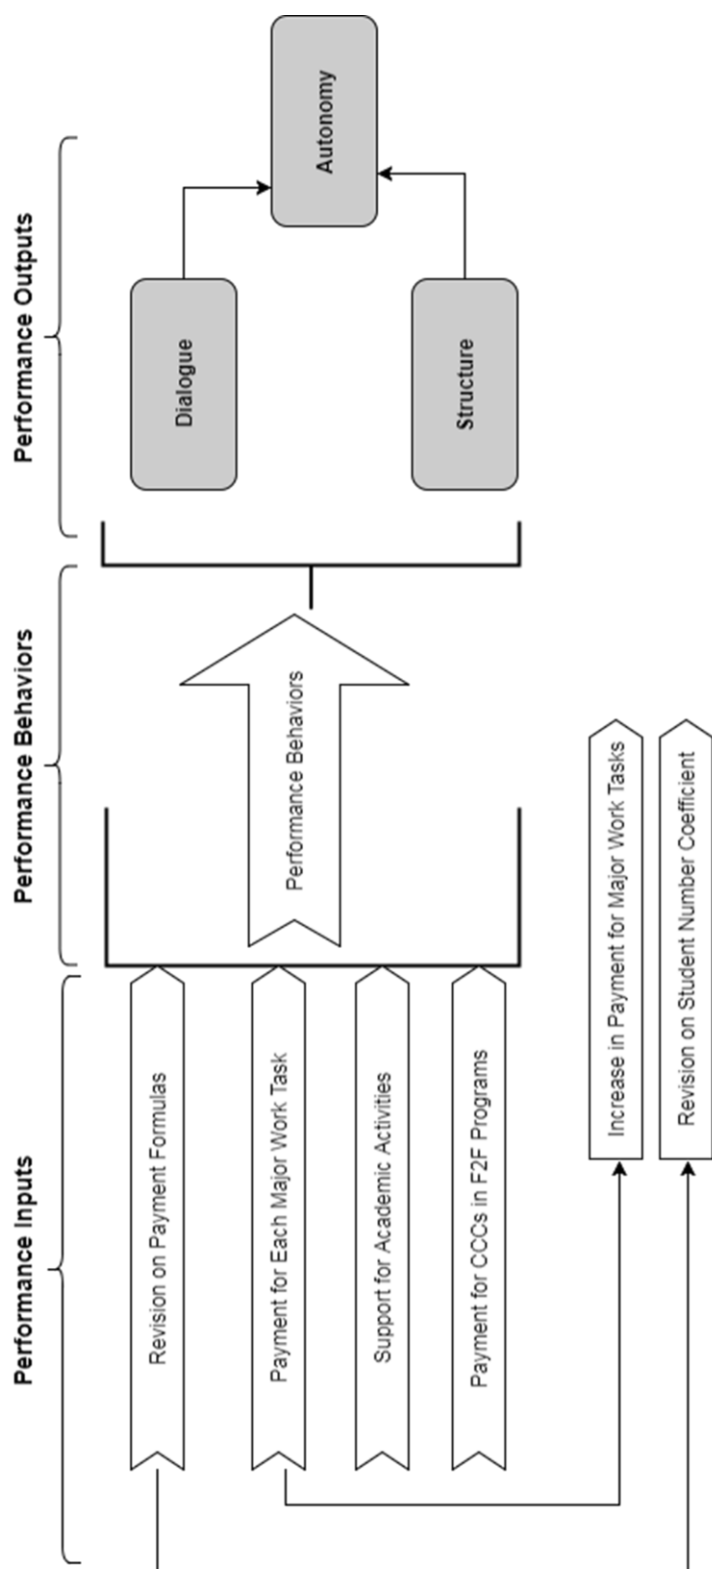 Performance Inputs
Performance Behaviors
Performance Outputs
Revision on Payment Formulas
Payment for Each Major Work Task
Support for Academic Activities
Payment for CCCs in F2F Programs
Performance Behaviors
Dialogue
Structure
Autonomy
Increase in Payment for Major Work Tasks
Revision on Student Number Coefficient